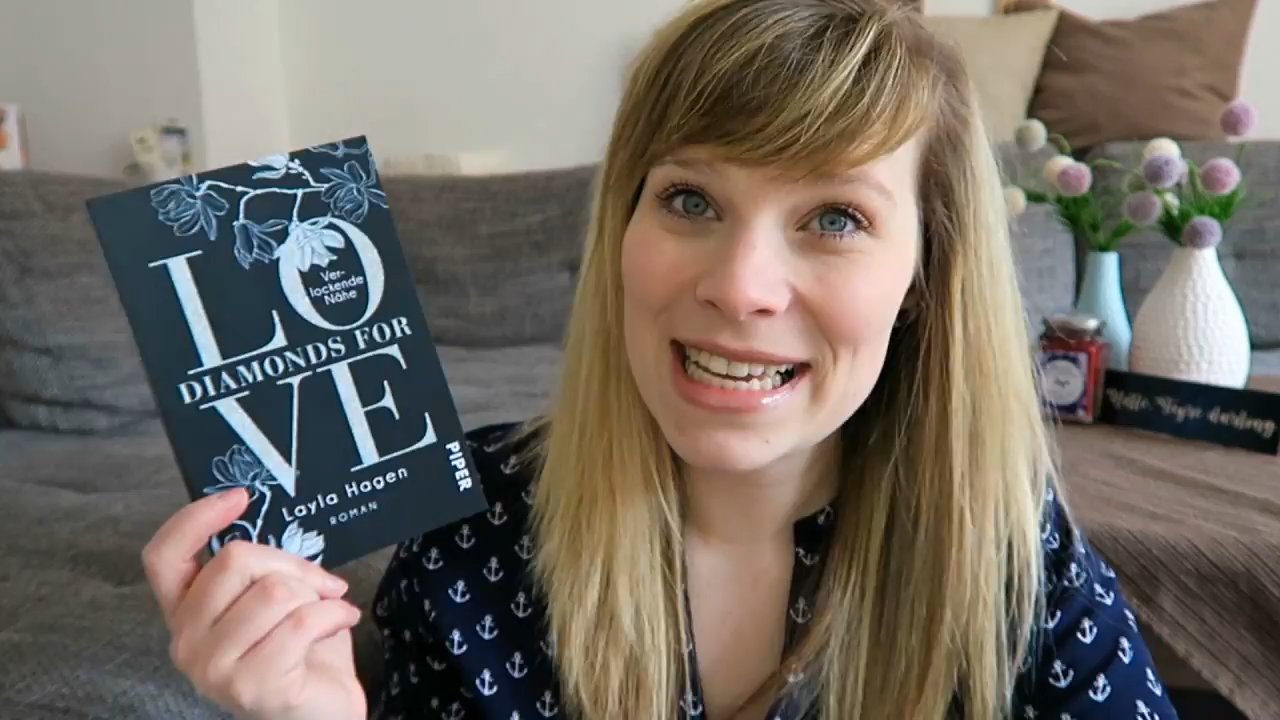 LO
Ver-
lockende
Nähe
DIAMONDS FOR
VE
Layla Hagen
ROMAN
PIPER